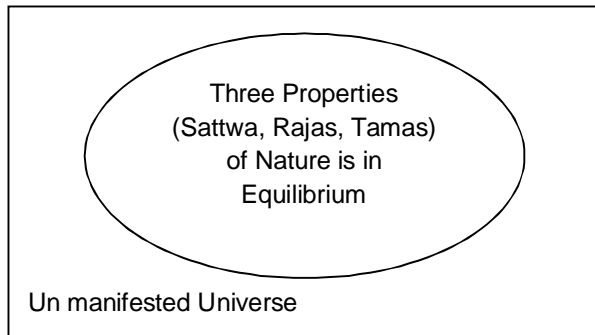 Three Properties
(Sattwa, Rajas, Tamas)
of Nature is in
Equilibrium
Un manifested Universe